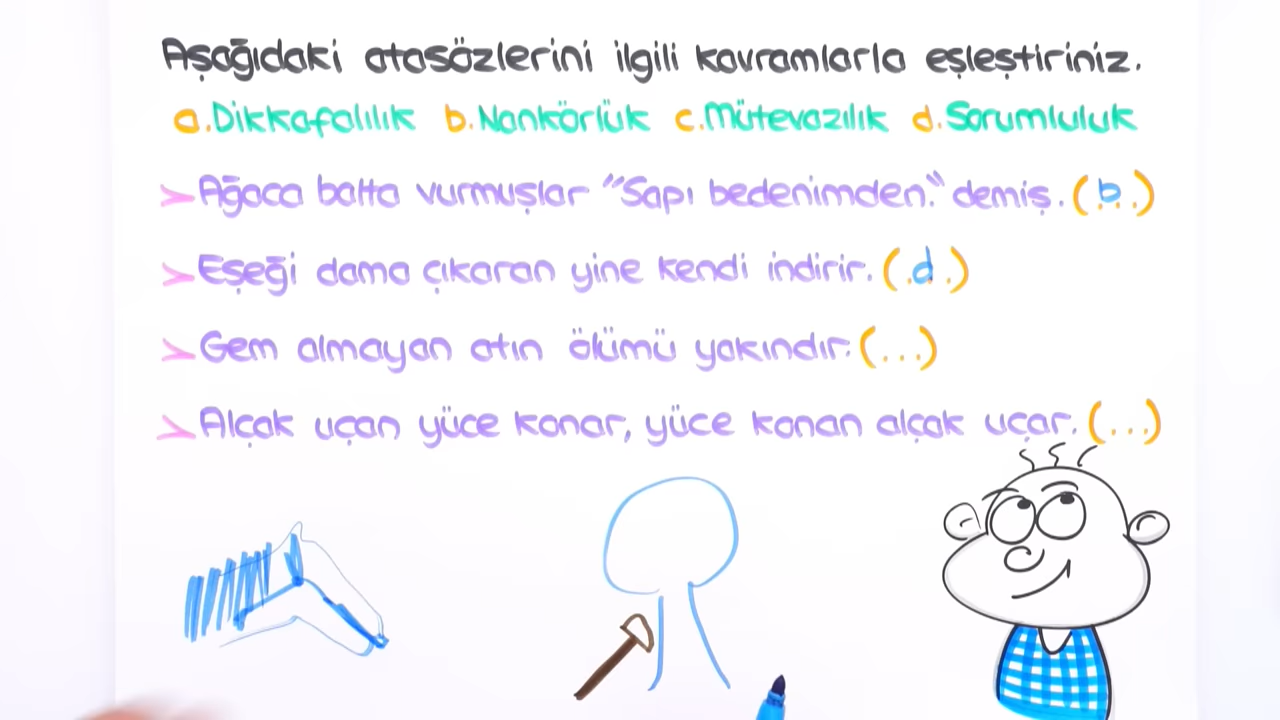 Aşağıdaki atasözlerini ilgili kavramlarla eşleştiriniz.
a.Dikkafalılık b.Nankörlük c.Mütevazılık d.Sorumluluk
➤Ağaca balta vurmuşlar "Sapı bedenimden." demiş. (.b.)
➤Eşeği dama çıkaran yine kendi indirir. (.d.)
➤Gem almayan atın ölümü yakındır. (...)
➤Alçak uçan yüce konar, yüce konan alçak uçar. (...)